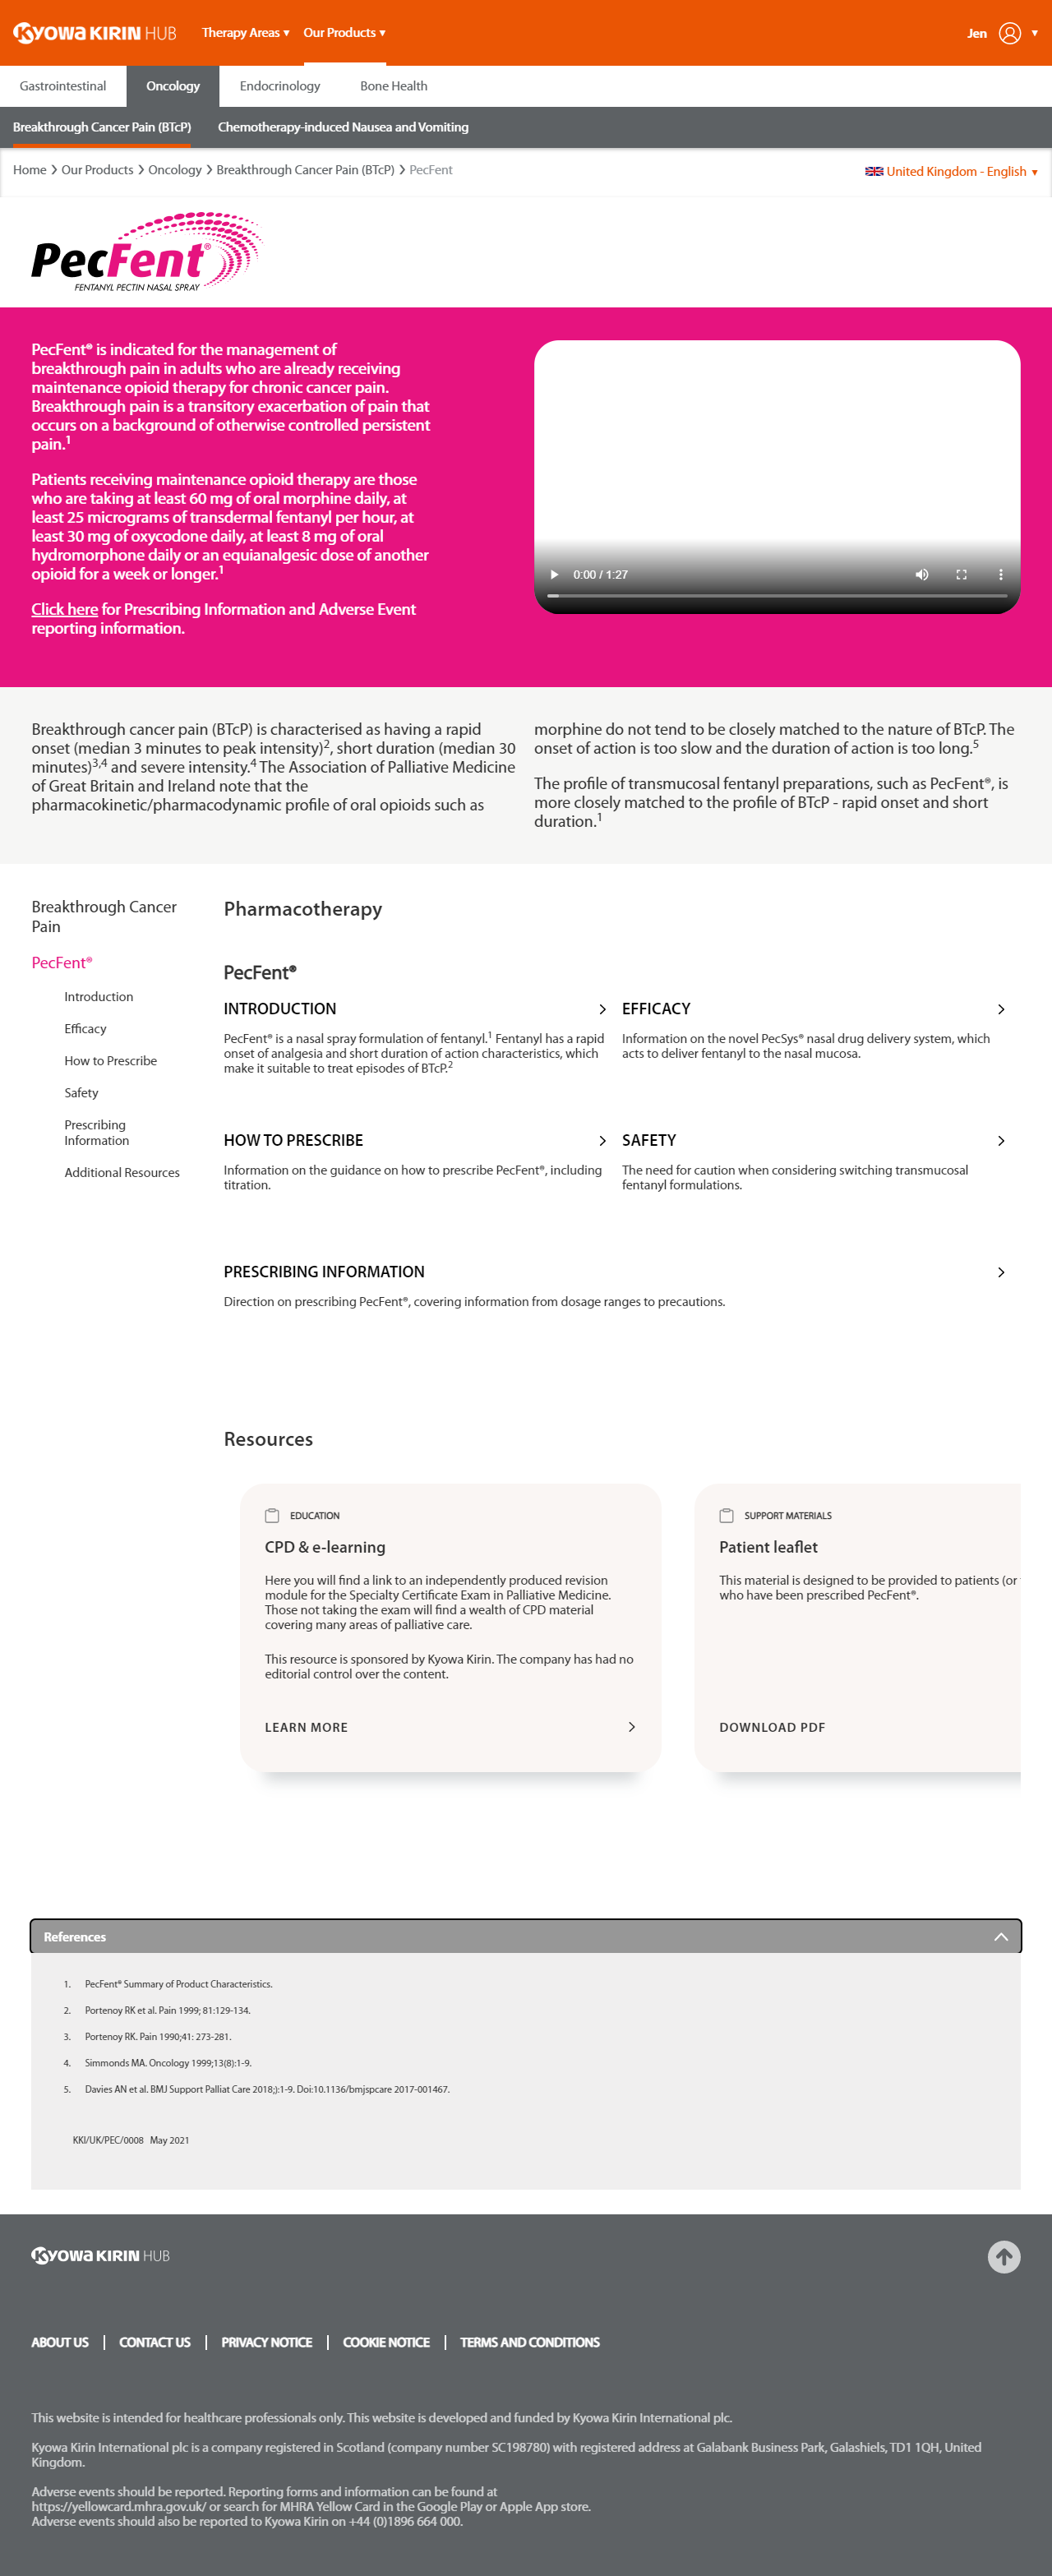 KYOWA KIRIN HUB
Therapy Areas ▼ Our Products ▼
Jen ▼
Gastrointestinal Oncology Endocrinology Bone Health
Breakthrough Cancer Pain (BTcP) Chemotherapy-induced Nausea and Vomiting
Home > Our Products > Oncology > Breakthrough Cancer Pain (BTcP) > PecFent
United Kingdom - English ▼
PecFent®
FENTANYL PECTIN NASAL SPRAY
PecFent® is indicated for the management of
breakthrough pain in adults who are already receiving
maintenance opioid therapy for chronic cancer pain.
Breakthrough pain is a transitory exacerbation of pain that
occurs on a background of otherwise controlled persistent
pain.1
Patients receiving maintenance opioid therapy are those
who are taking at least 60 mg of oral morphine daily, at
least 25 micrograms of transdermal fentanyl per hour, at
least 30 mg of oxycodone daily, at least 8 mg of oral
hydromorphone daily or an equianalgesic dose of another
opioid for a week or longer.1
Click here for Prescribing Information and Adverse Event
reporting information.
0:00 / 1:27
Breakthrough cancer pain (BTcP) is characterised as having a rapid
onset (median 3 minutes to peak intensity)2, short duration (median 30
minutes)3,4 and severe intensity.4 The Association of Palliative Medicine
of Great Britain and Ireland note that the
pharmacokinetic/pharmacodynamic profile of oral opioids such as
morphine do not tend to be closely matched to the nature of BTcP. The
onset of action is too slow and the duration of action is too long.5
The profile of transmucosal fentanyl preparations, such as PecFent®, is
more closely matched to the profile of BTcP - rapid onset and short
duration.1
Breakthrough Cancer
Pain
PecFent®
Introduction
Efficacy
How to Prescribe
Safety
Prescribing
Information
Additional Resources
Pharmacotherapy
PecFent®
INTRODUCTION
PecFent® is a nasal spray formulation of fentanyl.1 Fentanyl has a rapid
onset of analgesia and short duration of action characteristics, which
make it suitable to treat episodes of BTcP.2
EFFICACY
Information on the novel PecSys® nasal drug delivery system, which
acts to deliver fentanyl to the nasal mucosa.
HOW TO PRESCRIBE
Information on the guidance on how to prescribe PecFent®, including
titration.
SAFETY
The need for caution when considering switching transmucosal
fentanyl formulations.
PRESCRIBING INFORMATION
Direction on prescribing PecFent®, covering information from dosage ranges to precautions.
Resources
EDUCATION
CPD & e-learning
Here you will find a link to an independently produced revision
module for the Specialty Certificate Exam in Palliative Medicine.
Those not taking the exam will find a wealth of CPD material
covering many areas of palliative care.
This resource is sponsored by Kyowa Kirin. The company has had no
editorial control over the content.
LEARN MORE
SUPPORT MATERIALS
Patient leaflet
This material is designed to be provided to patients (or
who have been prescribed PecFent®.
DOWNLOAD PDF
References
1. PecFent® Summary of Product Characteristics.
2. Portenoy RK et al. Pain 1999; 81:129-134.
3. Portenoy RK. Pain 1990;41: 273-281.
4. Simmonds MA. Oncology 1999;13(8):1-9.
5. Davies AN et al. BMJ Support Palliat Care 2018;):1-9. Doi:10.1136/bmjspcare 2017-001467.
KKI/UK/PEC/0008 May 2021
KYOWA KIRIN HUB
ABOUT US | CONTACT US | PRIVACY NOTICE | COOKIE NOTICE | TERMS AND CONDITIONS
This website is intended for healthcare professionals only. This website is developed and funded by Kyowa Kirin International plc.
Kyowa Kirin International plc is a company registered in Scotland (company number SC198780) with registered address at Galabank Business Park, Galashiels, TD1 1QH, United
Kingdom.
Adverse events should be reported. Reporting forms and information can be found at
https://yellowcard.mhra.gov.uk/ or search for MHRA Yellow Card in the Google Play or Apple App store.
Adverse events should also be reported to Kyowa Kirin on +44 (0)1896 664 000.